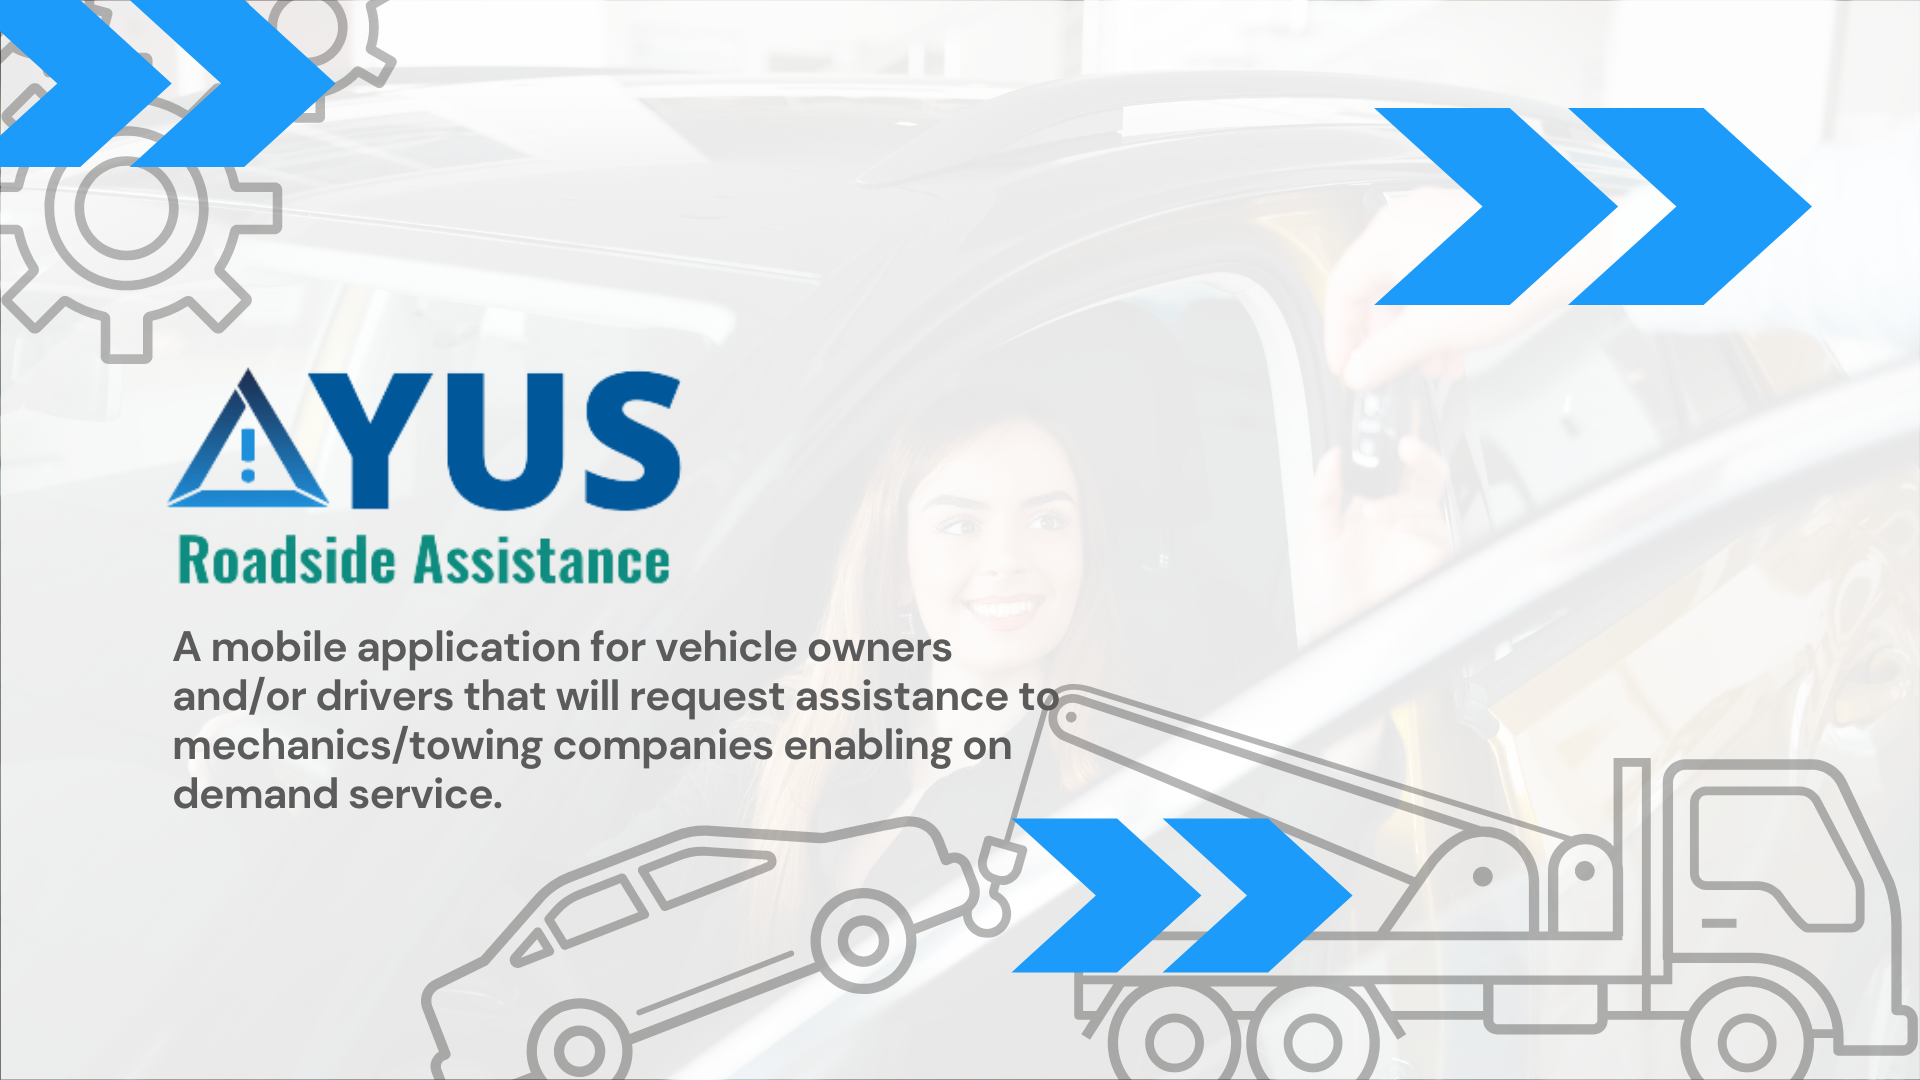 AYUS
Roadside Assistance
A mobile application for vehicle owners
and/or drivers that will request assistance to
mechanics/towing companies enabling on
demand service.